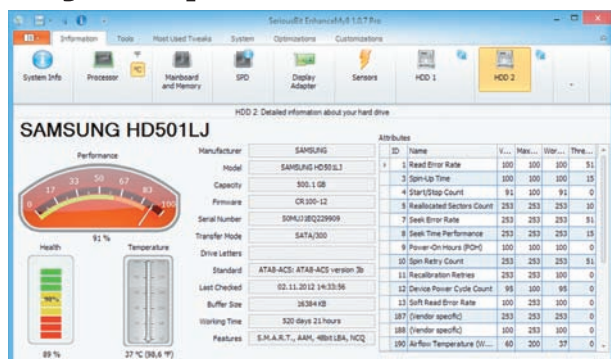 SeriousBit EnhanceMy8 1.0.7 Pro
Information Tools Most Used Tweaks System Optimizations Customizations
System Info Processor °C Mainboard and Memory SPD Display Adapter Sensors HDD 1 HDD 2
HDD 2: Detailed information about your hard drive
SAMSUNG HD501LJ
Performance
17 33 50 67 83 100
91 %
Health Temperature
89 % 37 °C (98,6 °F)
Manufacturer SAMSUNG
Model SAMSUNG HD501LJ
Capacity 500.1 GB
Firmware CR100-12
Serial Number S0MUJ1EQ229909
Transfer Mode SATA/300
Drive Letters
Standard ATA8-ACS: ATA8-ACS version 3b
Last Checked 02.11.2012 14:33:56
Buffer Size 16384 KB
Working Time 520 days 21 hours
Features S.M.A.R.T., AAM, 48bit LBA, NCQ
Attributes
ID Name V... Max... Wor... Thre...
1 Read Error Rate 100 100 100 51
3 Spin-Up Time 100 100 100 15
4 Start/Stop Count 91 100 91 0
5 Reallocated Sectors Count 253 253 253 10
7 Seek Error Rate 253 253 253 51
8 Seek Time Performance 253 253 253 15
9 Power-On Hours (POH) 100 100 100 0
10 Spin Retry Count 253 253 253 51
11 Recalibration Retries 253 253 253 0
12 Device Power Cycle Count 95 100 95 0
13 Soft Read Error Rate 100 253 100 0
187 (Vendor specific) 253 253 253 0
188 (Vendor specific) 100 253 100 0
190 Airflow Temperature (W... 60 200 37 0